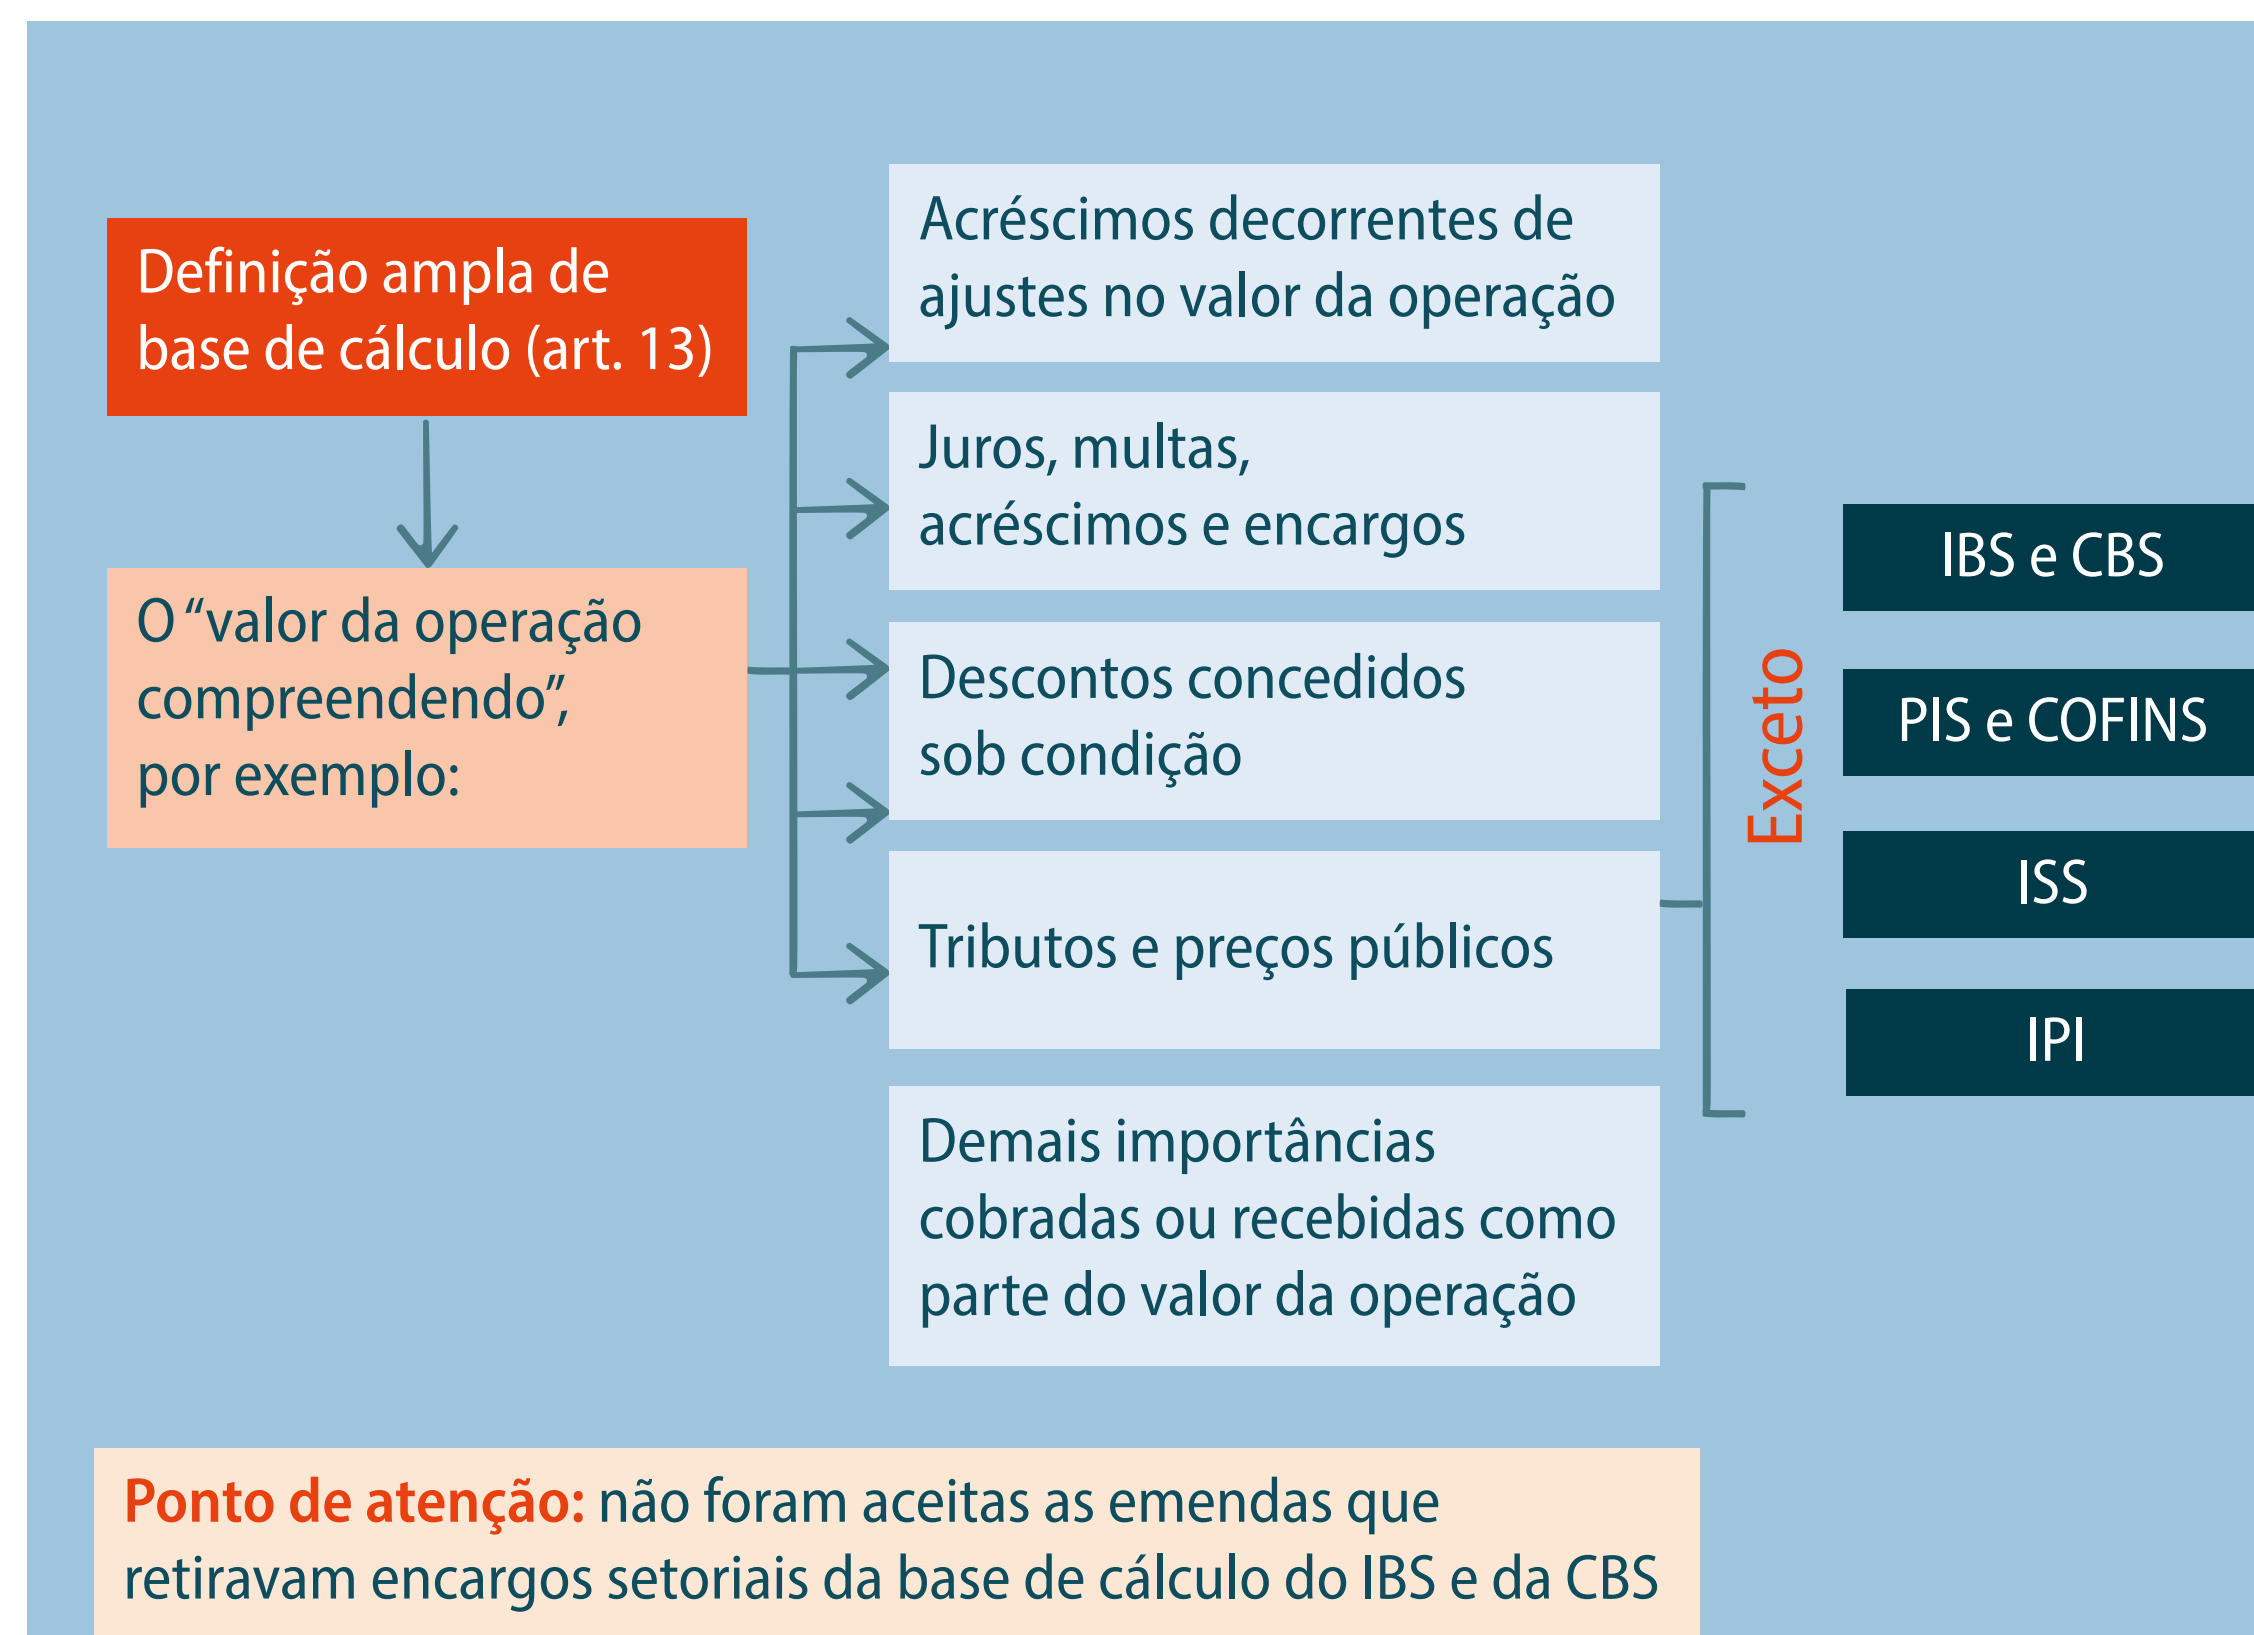 Definição ampla de
base de cálculo (art. 13)
O “valor da operação
compreendendo”,
por exemplo:
Acréscimos decorrentes de
ajustes no valor da operação
Juros, multas,
acréscimos e encargos
Descontos concedidos
sob condição
Tributos e preços públicos
Demais importâncias
cobradas ou recebidas como
parte do valor da operação
Exceto
IBS e CBS
PIS e COFINS
ISS
IPI
Ponto de atenção: não foram aceitas as emendas que
retiravam encargos setoriais da base de cálculo do IBS e da CBS